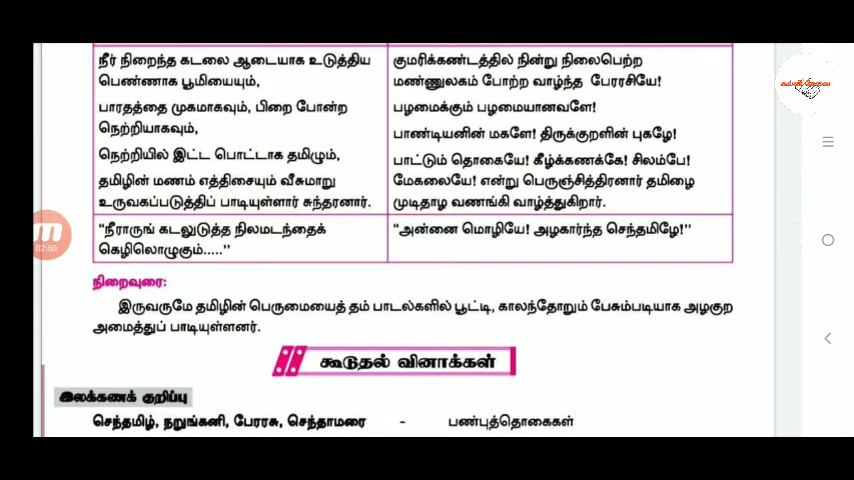 நீர் நிறைந்த கடலை ஆடையாக உடுத்திய
பெண்ணாக பூமியையும்,
பாரதத்தை முகமாகவும், பிறை போன்ற
நெற்றியாகவும்,
நெற்றியில் இட்ட பொட்டாக தமிழும்,
தமிழின் மணம் எத்திசையும் வீசுமாறு
உருவகப்படுத்திப் பாடியுள்ளார் சுந்தரனார்.
குமரிக்கண்டத்தில் நின்று நிலைபெற்ற
மண்ணுலகம் போற்ற வாழ்ந்த பேரரசியே!
பழமைக்கும் பழமையானவளே!
பாண்டியனின் மகளே! திருக்குறளின் புகழே!
பாட்டும் தொகையே! கீழ்க்கணக்கே! சிலம்பே!
மேகலையே! என்று பெருஞ்சித்திரனார் தமிழை
முடிதாழ வணங்கி வாழ்த்துகிறார்.
“நீராருங் கடலுடுத்த நிலமடந்தைக்
கெழிலொழுகும்.....”
“அன்னை மொழியே! அழகார்ந்த செந்தமிழே!”
நிறைவுரை:
இருவருமே தமிழின் பெருமையைத் தம் பாடல்களில் பூட்டி, காலந்தோறும் பேசும்படியாக அழகுற
அமைத்துப் பாடியுள்ளனர்.
கூடுதல் வினாக்கள்
இலக்கணக் குறிப்பு
செந்தமிழ், நறுங்கனி, பேரரசு, செந்தாமரை - பண்புத்தொகைகள்
02:50